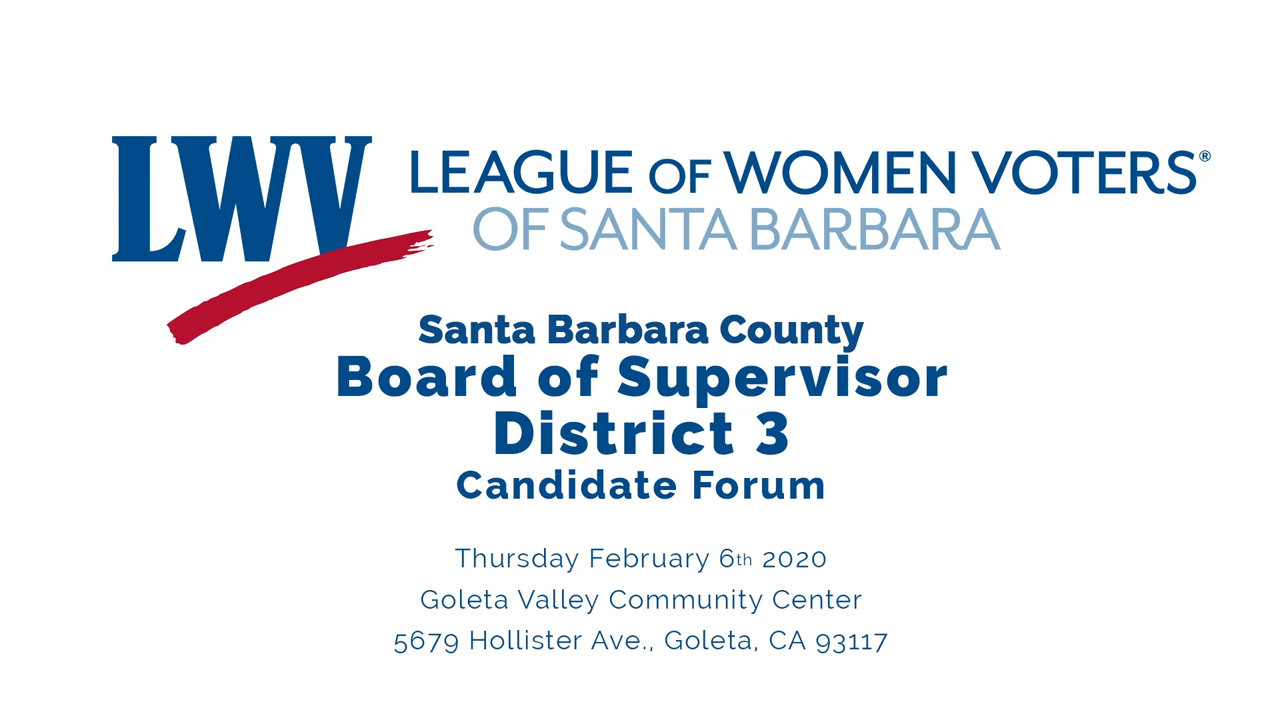 LWV LEAGUE OF WOMEN VOTERS®
OF SANTA BARBARA
Santa Barbara County
Board of Supervisor
District 3
Candidate Forum
Thursday February 6th 2020
Goleta Valley Community Center
5679 Hollister Ave., Goleta, CA 93117